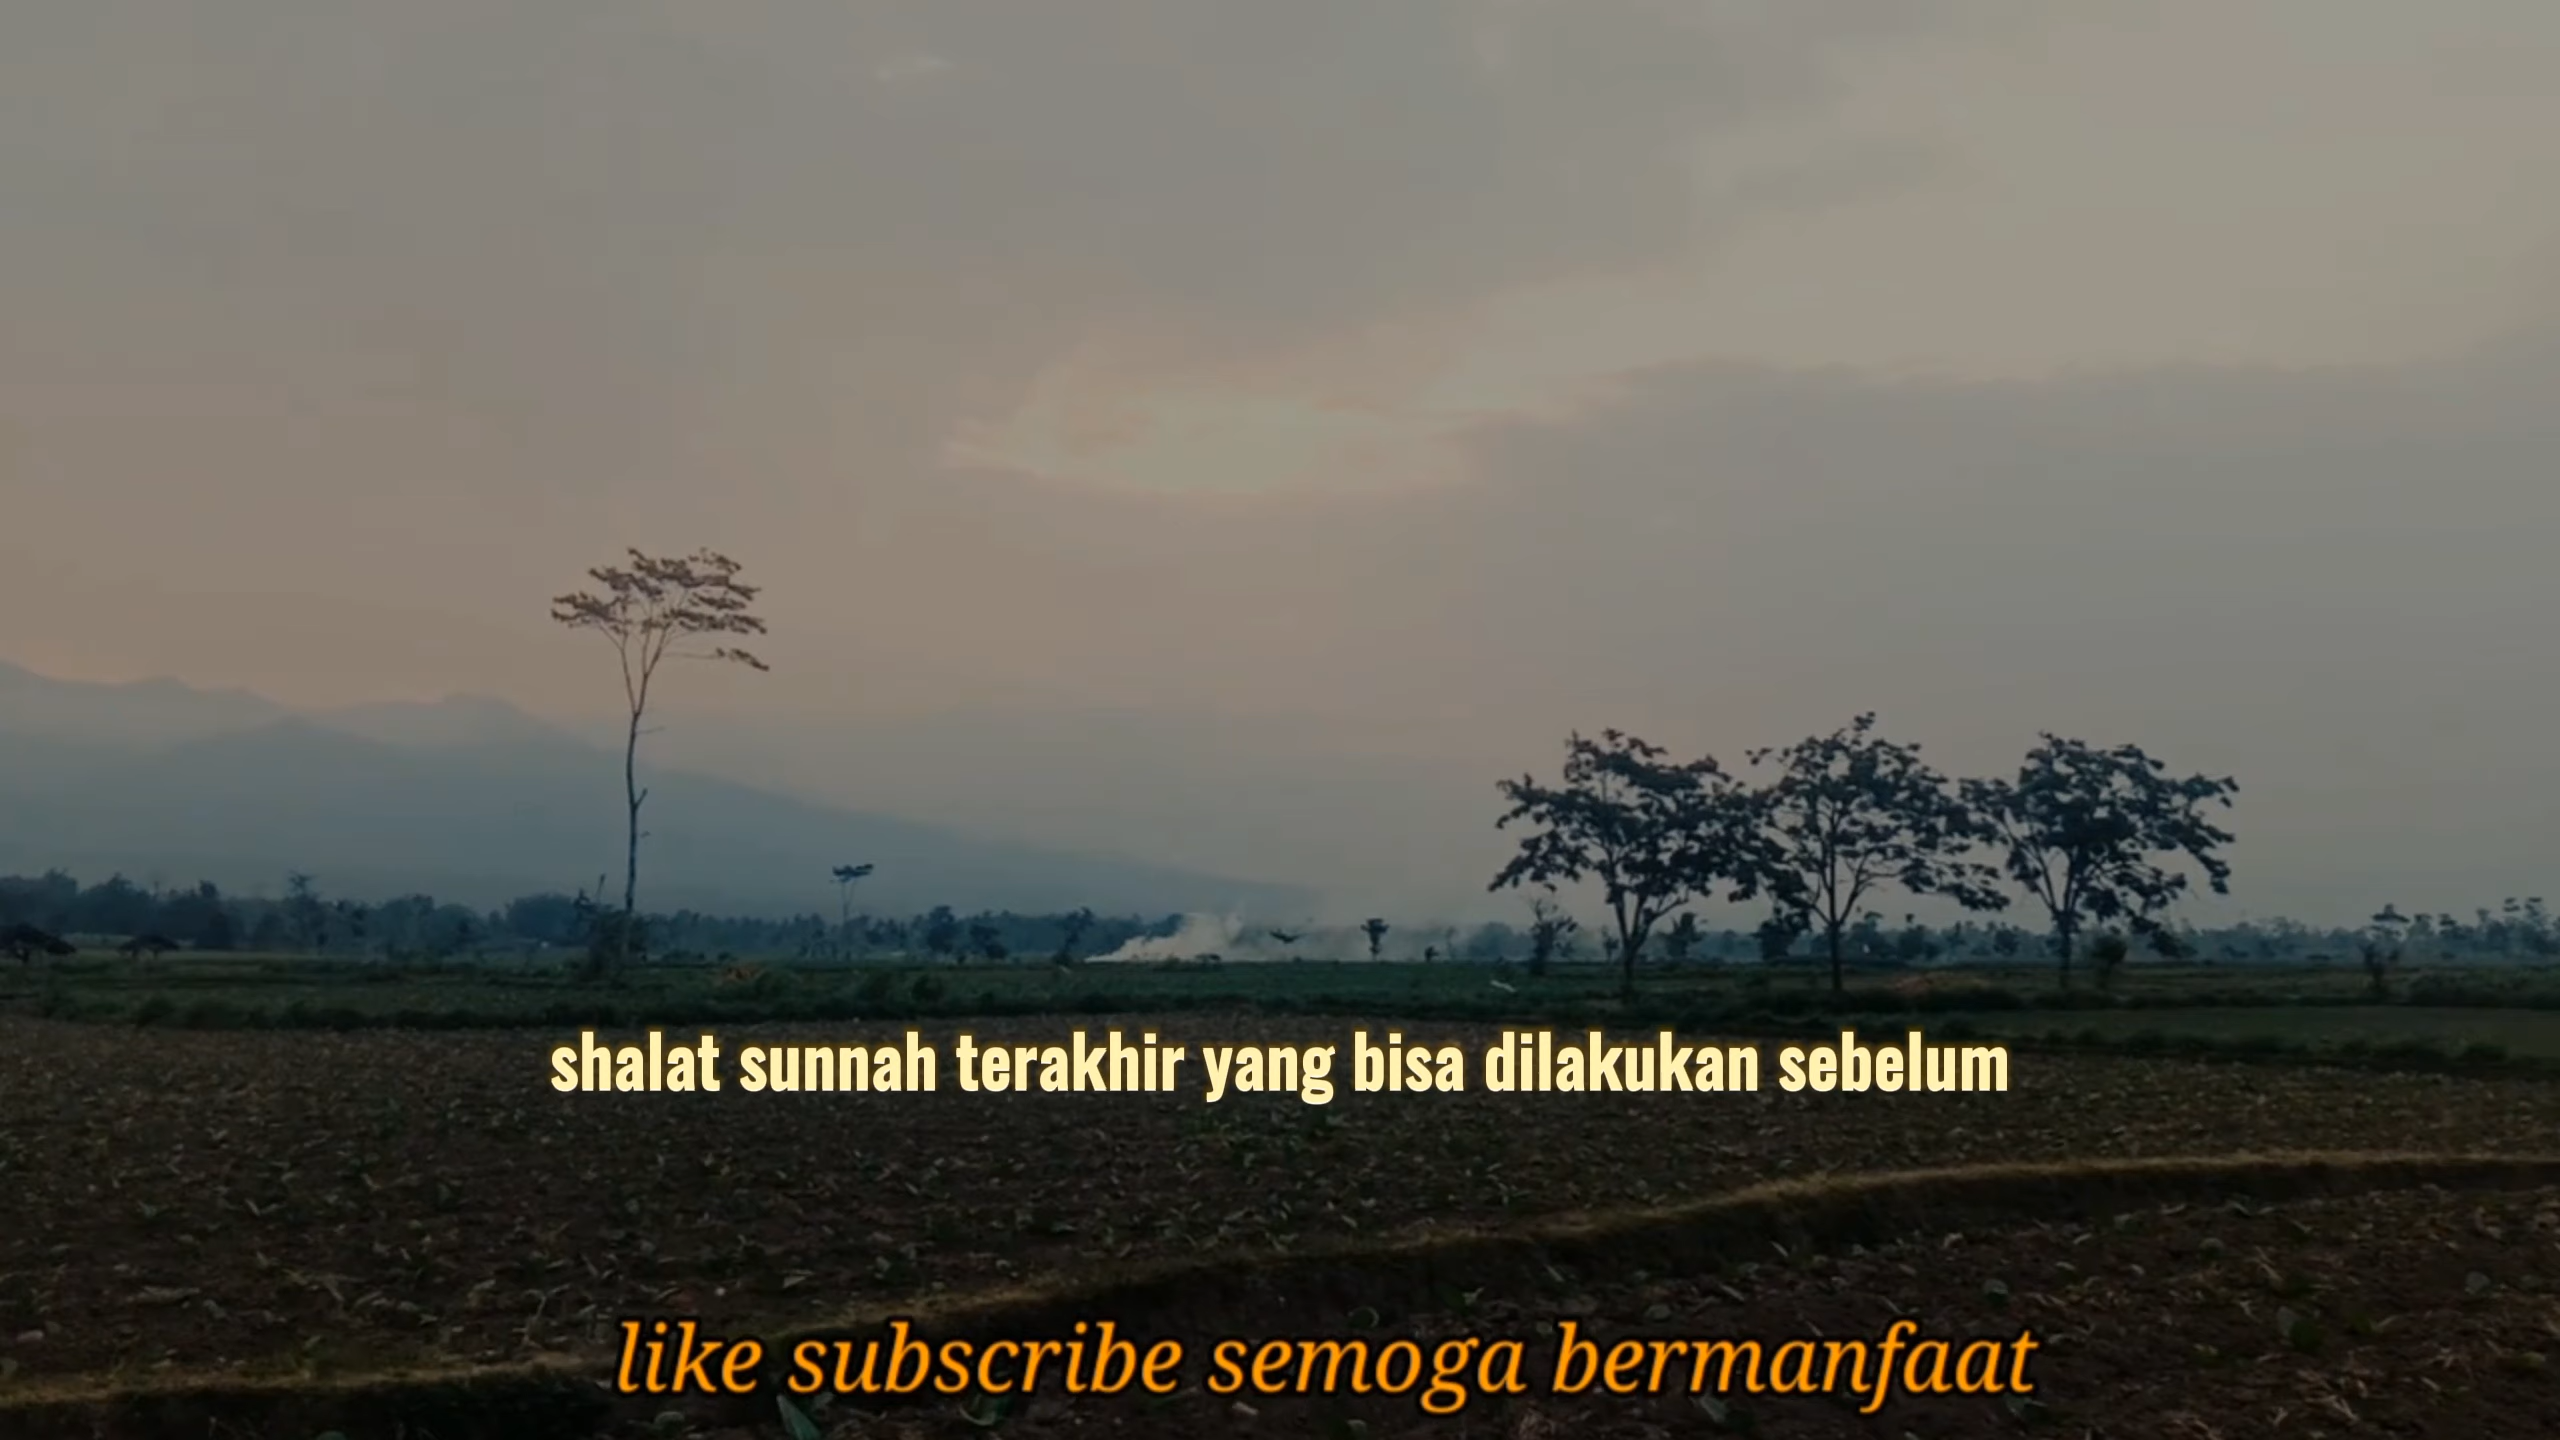 shalat sunnah terakhir yang bisa dilakukan sebelum
like subscribe semoga bermanfaat